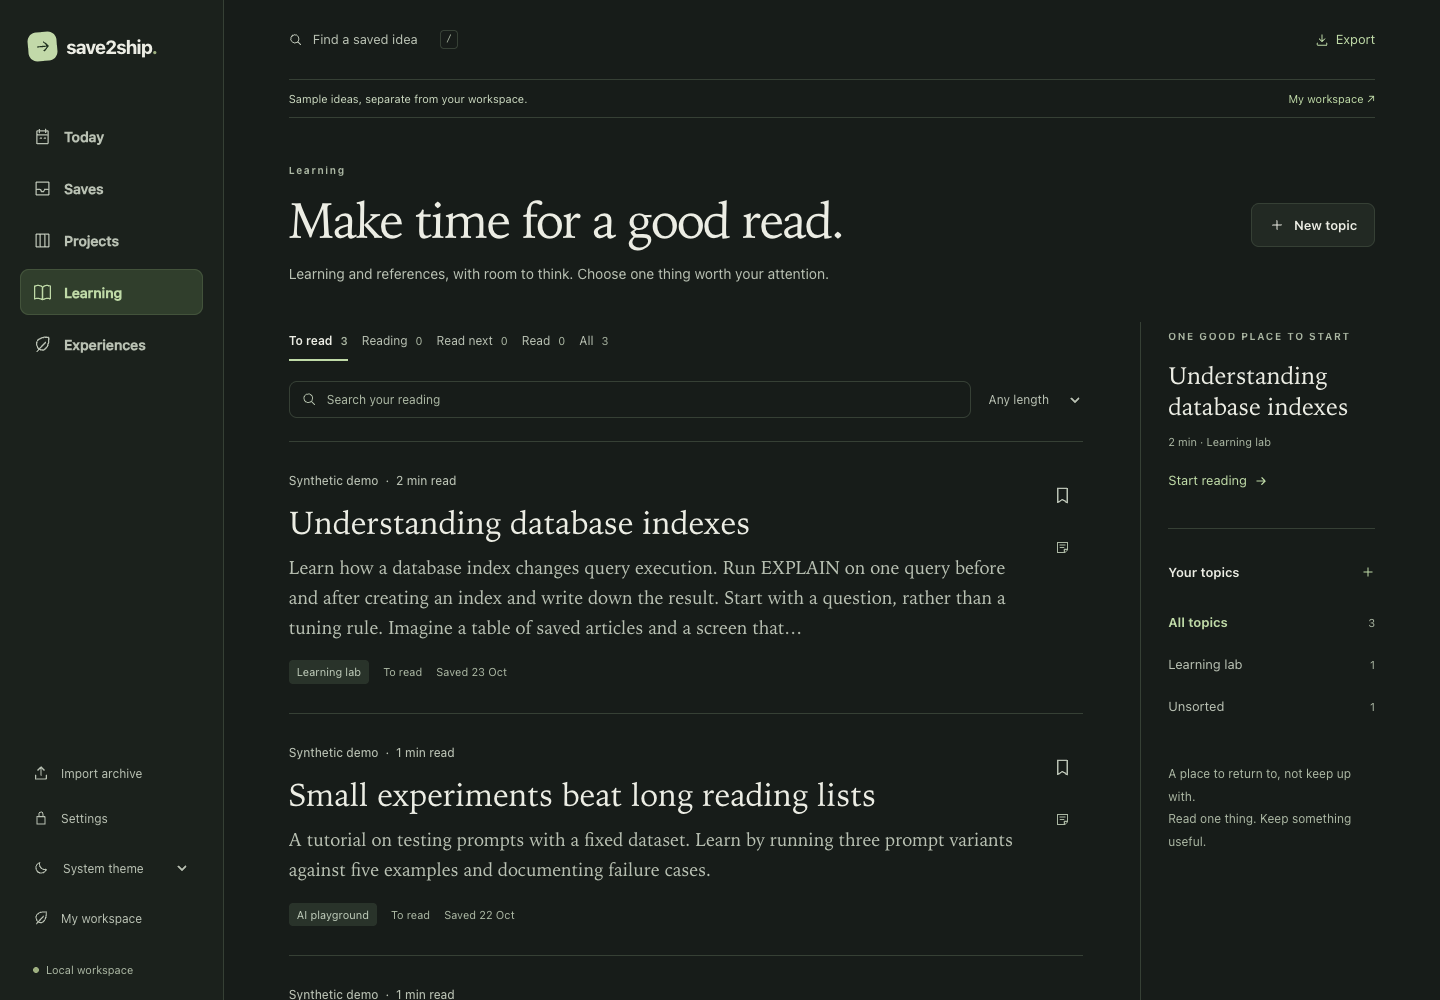 save2ship.
Today
Saves
Projects
Learning
Experiences
Import archive
Settings
System theme
My workspace
Local workspace
Find a saved idea /
Export
Sample ideas, separate from your workspace.
My workspace ↗
Learning
Make time for a good read.
Learning and references, with room to think. Choose one thing worth your attention.
+ New topic
To read 3 Reading 0 Read next 0 Read 0 All 3
Search your reading
Any length
Synthetic demo · 2 min read
Understanding database indexes
Learn how a database index changes query execution. Run EXPLAIN on one query before
and after creating an index and write down the result. Start with a question, rather than a
tuning rule. Imagine a table of saved articles and a screen that…
Learning lab To read Saved 23 Oct
Synthetic demo · 1 min read
Small experiments beat long reading lists
A tutorial on testing prompts with a fixed dataset. Learn by running three prompt variants
against five examples and documenting failure cases.
AI playground To read Saved 22 Oct
Synthetic demo · 1 min read
ONE GOOD PLACE TO START
Understanding
database indexes
2 min · Learning lab
Start reading →
Your topics +
All topics 3
Learning lab 1
Unsorted 1
A place to return to, not keep up
with.
Read one thing. Keep something
useful.